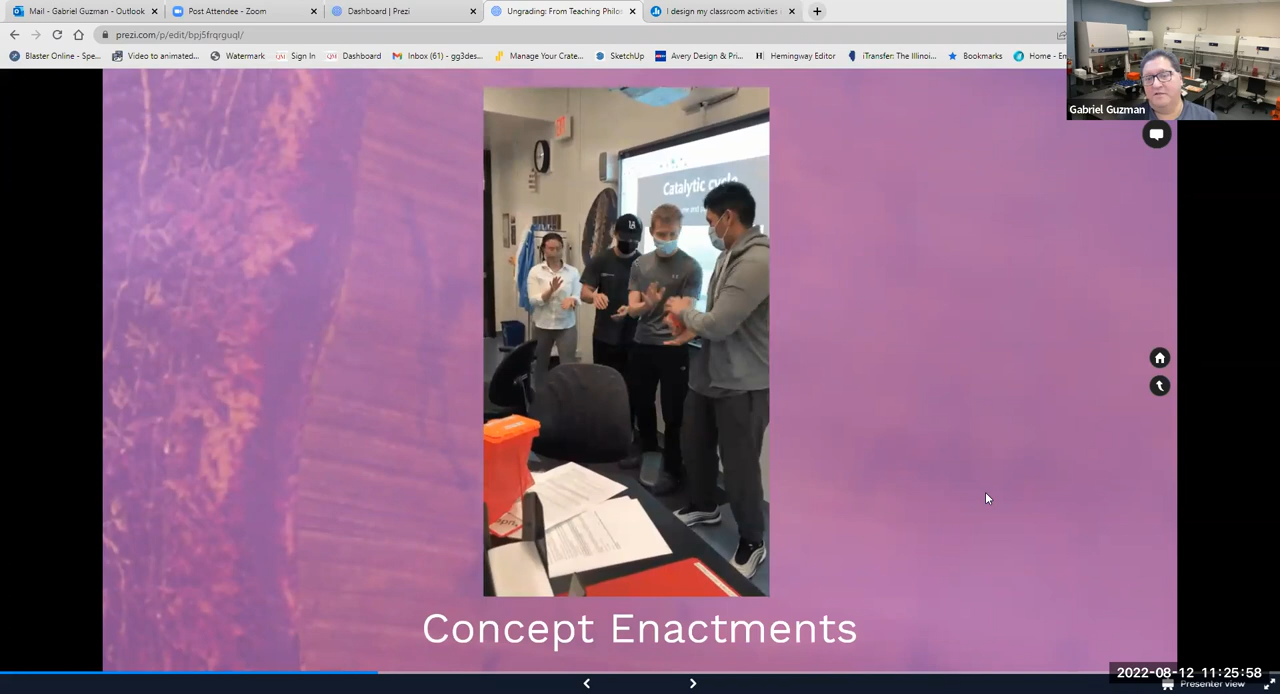 Mail - Gabriel Guzman - Outlook
Post Attendee - Zoom
Dashboard | Prezi
Ungrading: From Teaching Philos
I design my classroom activities
prezi.com/p/edit/bpj5frqrguql/
Blaster Online - Spe...
Video to animated...
Watermark
Sign In
Dashboard
Inbox (61) - gg3des...
Manage Your Crate...
SketchUp
Avery Design & Pri...
Hemingway Editor
iTransfer: The Illinoi...
Bookmarks
Home - En
Gabriel Guzman
Catalytic cycle
Concept Enactments
2022-08-12 11:25:58
Presenter view